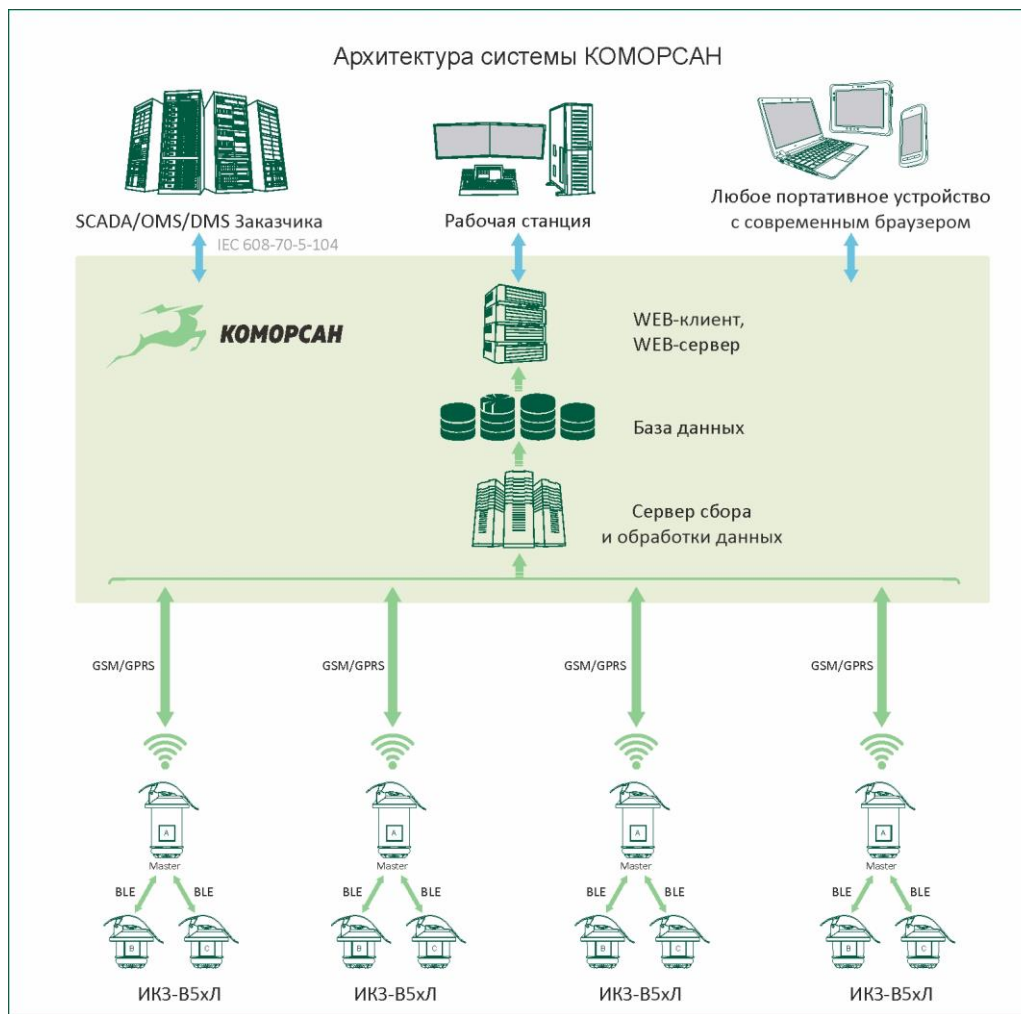 Архитектура системы КОМОРСАН
SCADA/OMS/DMS Заказчика
IEC 608-70-5-104
Рабочая станция
Любое портативное устройство
с современным браузером
КОМОРСАН
WEB-клиент,
WEB-сервер
База данных
Сервер сбора
и обработки данных
GSM/GPRS
GSM/GPRS
GSM/GPRS
GSM/GPRS
A
A
A
A
Master
Master
Master
Master
BLE
BLE
BLE
BLE
BLE
BLE
BLE
BLE
B
C
B
C
B
C
B
C
ИКЗ-В5хЛ
ИКЗ-В5хЛ
ИКЗ-В5хЛ
ИКЗ-В5хЛ